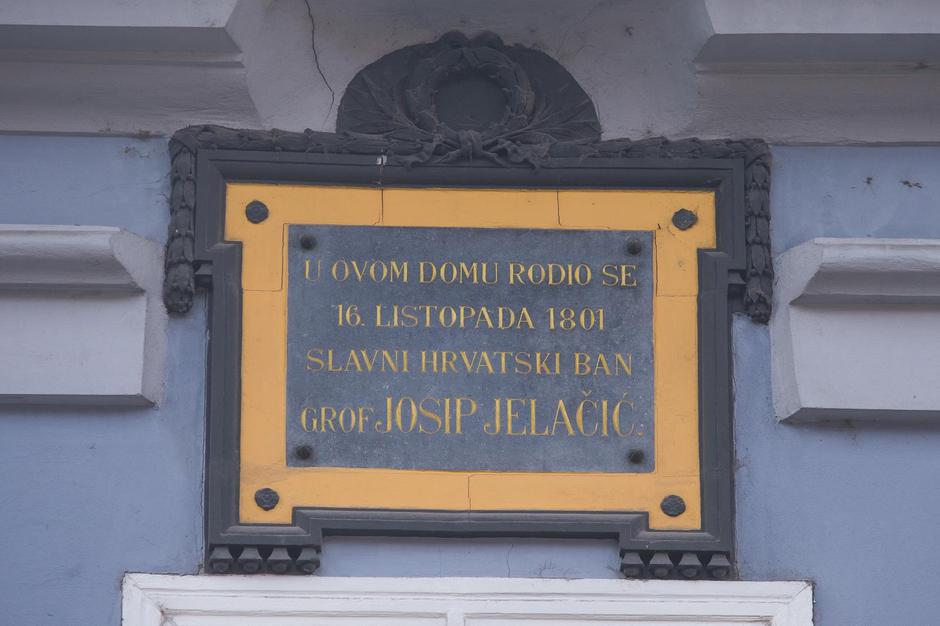 U OVOM DOMU RODIO SE
16. LISTOPADA 1801
SLAVNI HRVATSKI BAN
GROF JOSIP JELAČIĆ.